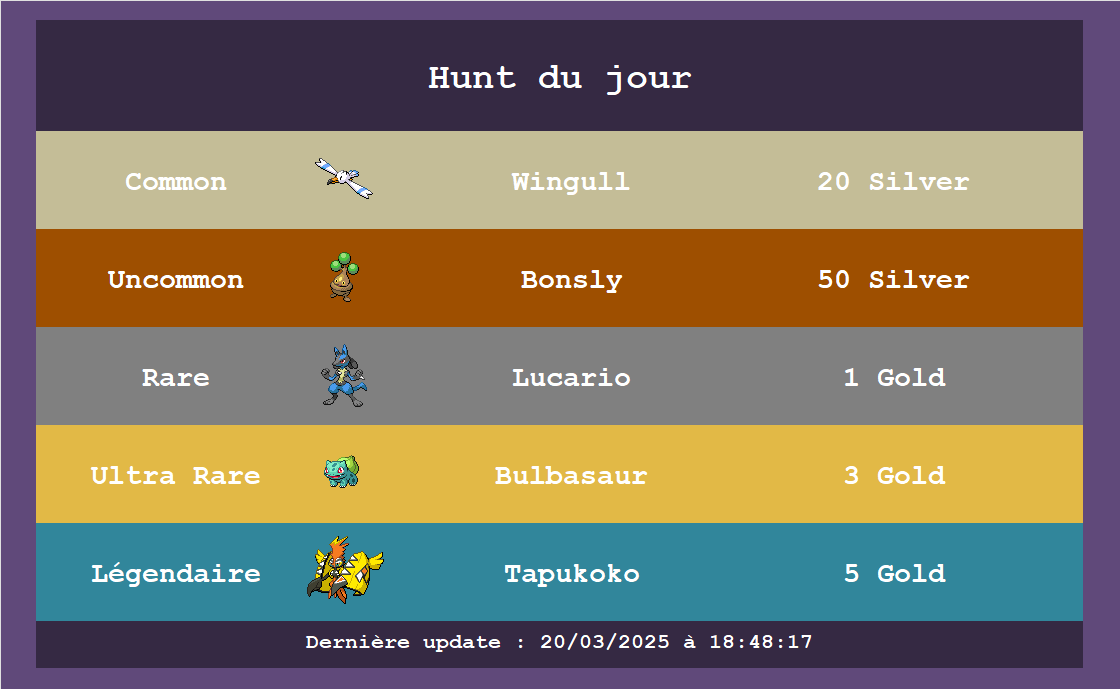 Hunt du jour
Common Wingull 20 Silver
Uncommon Bonsly 50 Silver
Rare Lucario 1 Gold
Ultra Rare Bulbasaur 3 Gold
Légendaire Tapukoko 5 Gold
Dernière update : 20/03/2025 à 18:48:17